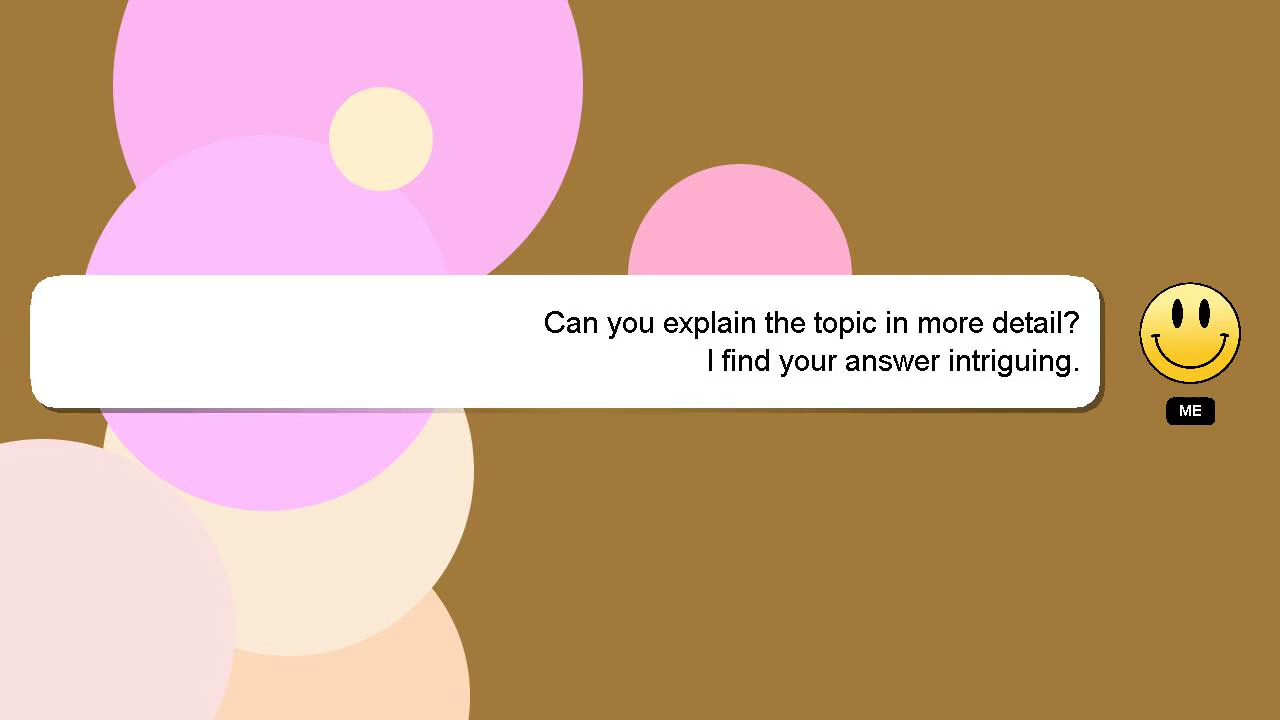 Can you explain the topic in more detail?
I find your answer intriguing.
ME